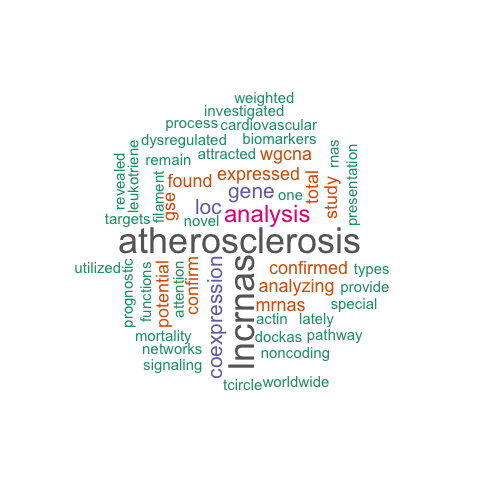 weighted
investigated
process
cardiovascular
dysregulated
biomarkers
remain
attracted
wgcna
rnas
revealed
leukotriene
filament
found
expressed
gene
one
total
study
presentation
gse
loc
analysis
targets
novel
atherosclerosis
utilized
prognostic
functions
potential
attention
confirm
coexpression
lncrnas
confirmed
types
analyzing
provide
mrnas
special
actin
lately
mortality
dockas
pathway
networks
noncoding
signaling
tcircle
worldwide